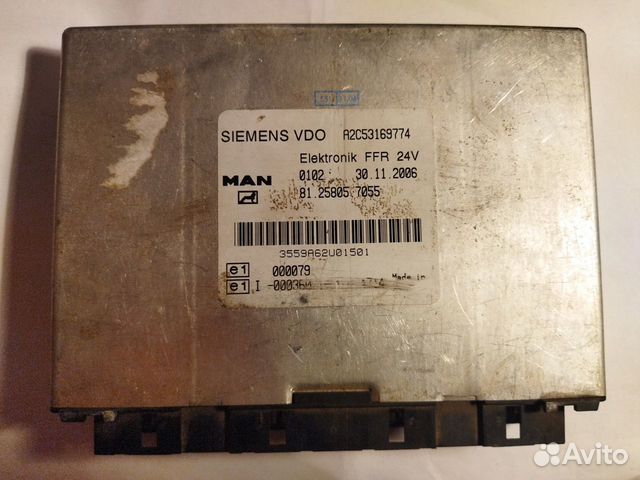 SIEMENS VDO A2C53169774
Elektronik FFR 24V
MAN 0102 30.11.2006
81.25805.7055
3559A62U01501
e1 000079
e1 I
Made in
Avito